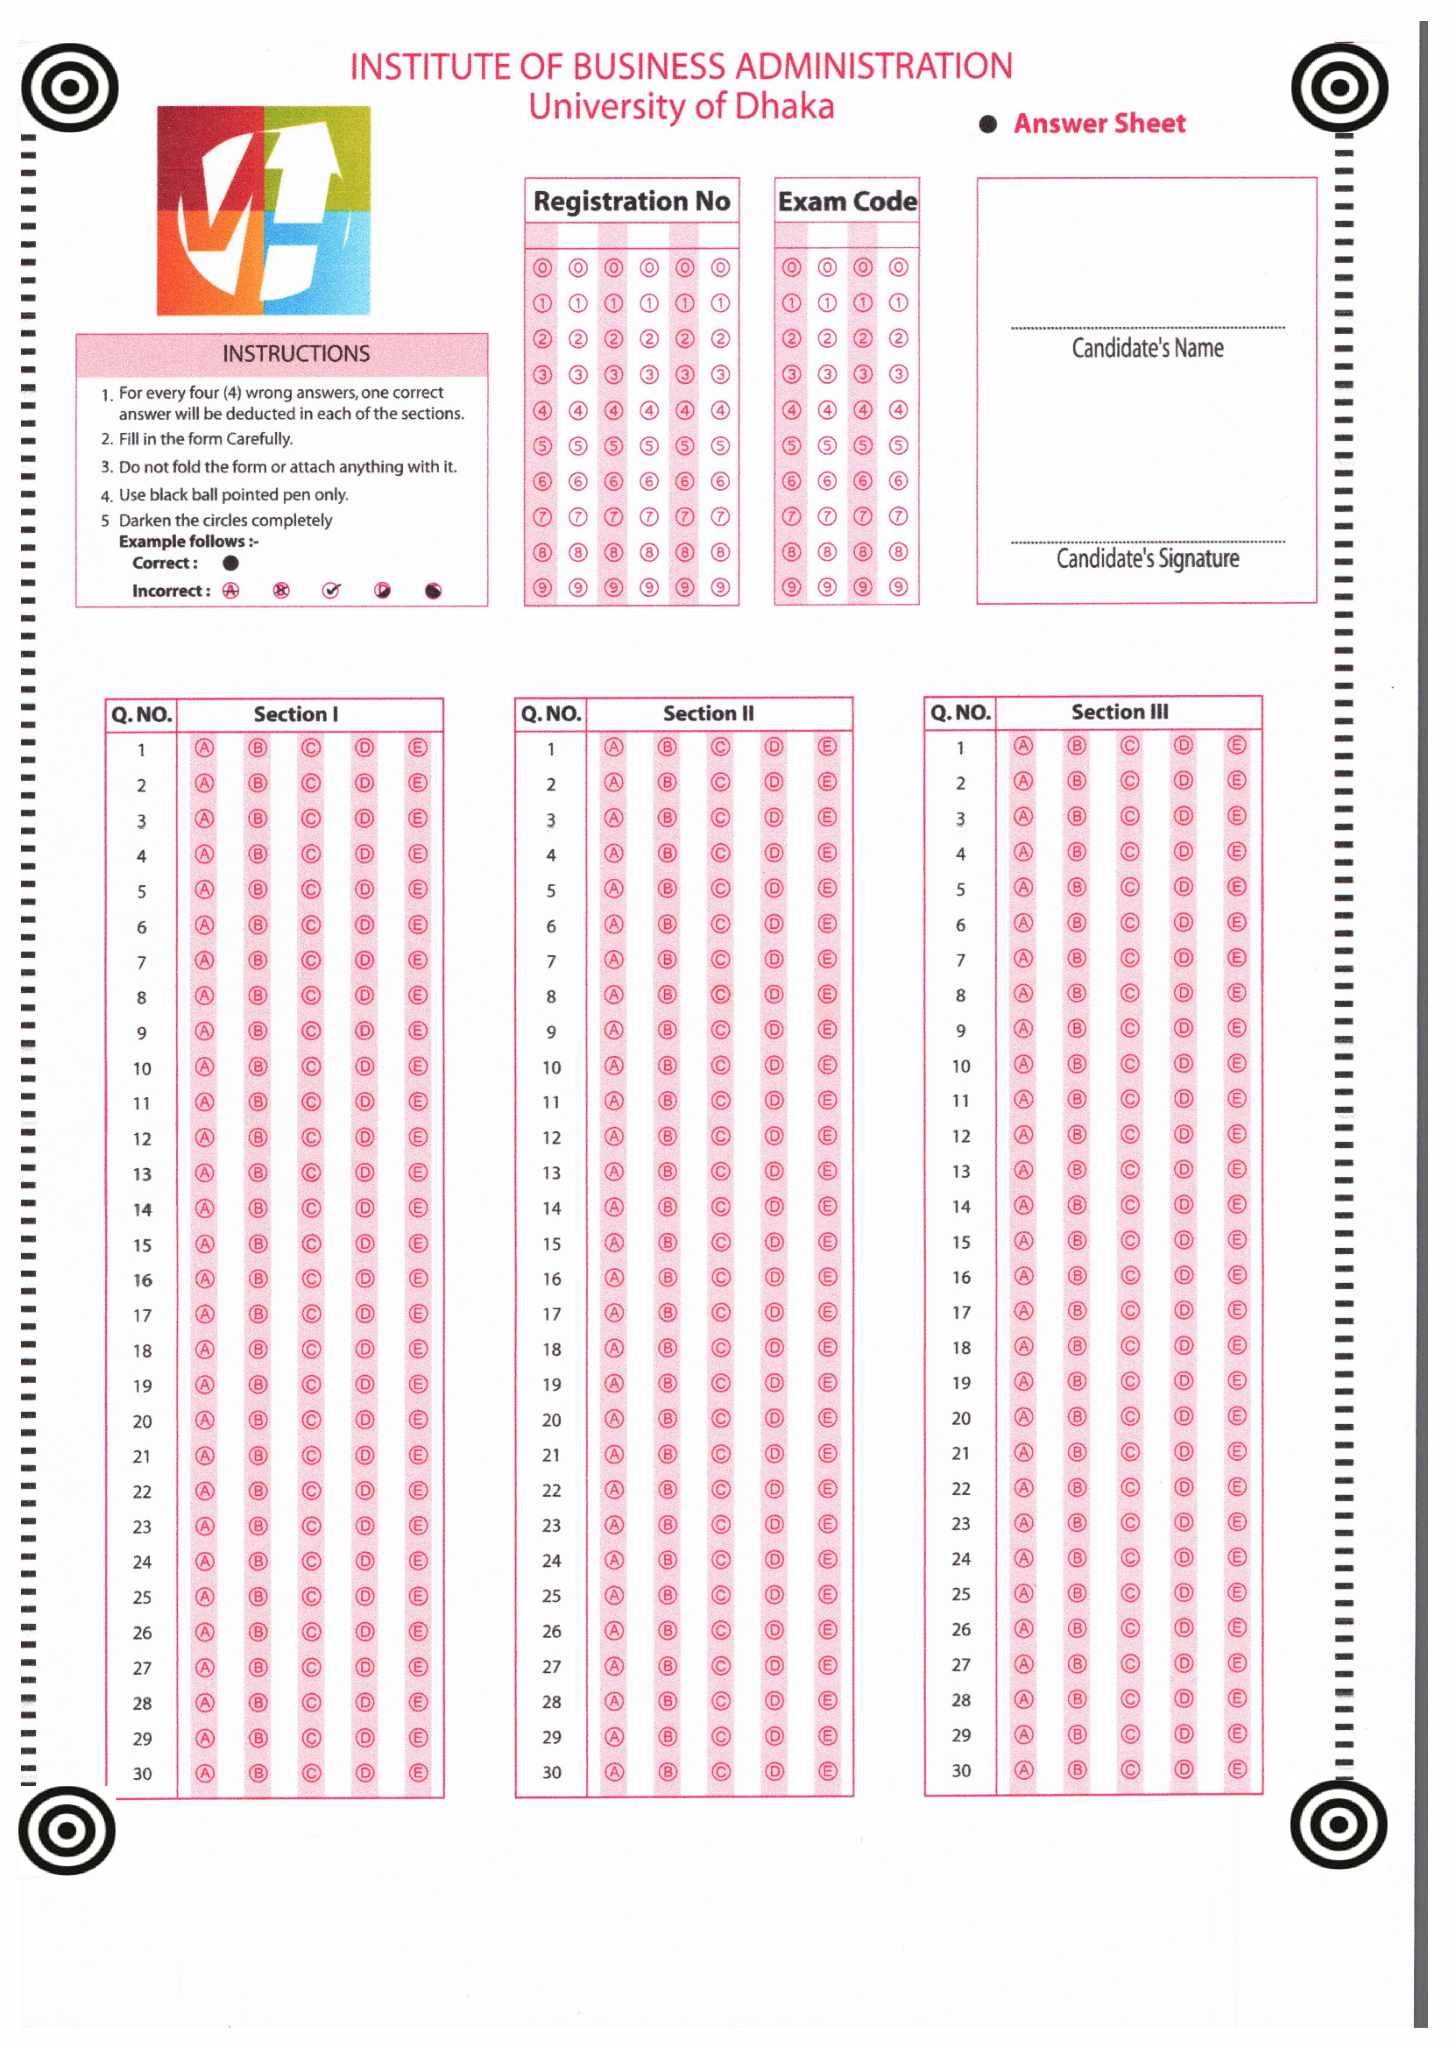 INSTITUTE OF BUSINESS ADMINISTRATION
University of Dhaka
Answer Sheet
INSTRUCTIONS
1. For every four (4) wrong answers, one correct
answer will be deducted in each of the sections.
2. Fill in the form Carefully.
3. Do not fold the form or attach anything with it.
4. Use black ball pointed pen only.
5 Darken the circles completely
Example follows :-
Correct :
Incorrect : A B D
Registration No
0 0 0 0 0 0
1 1 1 1 1 1
2 2 2 2 2 2
3 3 3 3 3 3
4 4 4 4 4 4
5 5 5 5 5 5
6 6 6 6 6 6
7 7 7 7 7 7
8 8 8 8 8 8
9 9 9 9 9 9
Exam Code
0 0 0 0
1 1 1 1
2 2 2 2
3 3 3 3
4 4 4 4
5 5 5 5
6 6 6 6
7 7 7 7
8 8 8 8
9 9 9 9
Candidate's Name
Candidate's Signature
Q. NO. Section I
1 A B C D E
2 A B C D E
3 A B C D E
4 A B C D E
5 A B C D E
6 A B C D E
7 A B C D E
8 A B C D E
9 A B C D E
10 A B C D E
11 A B C D E
12 A B C D E
13 A B C D E
14 A B C D E
15 A B C D E
16 A B C D E
17 A B C D E
18 A B C D E
19 A B C D E
20 A B C D E
21 A B C D E
22 A B C D E
23 A B C D E
24 A B C D E
25 A B C D E
26 A B C D E
27 A B C D E
28 A B C D E
29 A B C D E
30 A B C D E
Q. NO. Section II
1 A B C D E
2 A B C D E
3 A B C D E
4 A B C D E
5 A B C D E
6 A B C D E
7 A B C D E
8 A B C D E
9 A B C D E
10 A B C D E
11 A B C D E
12 A B C D E
13 A B C D E
14 A B C D E
15 A B C D E
16 A B C D E
17 A B C D E
18 A B C D E
19 A B C D E
20 A B C D E
21 A B C D E
22 A B C D E
23 A B C D E
24 A B C D E
25 A B C D E
26 A B C D E
27 A B C D E
28 A B C D E
29 A B C D E
30 A B C D E
Q. NO. Section III
1 A B C D E
2 A B C D E
3 A B C D E
4 A B C D E
5 A B C D E
6 A B C D E
7 A B C D E
8 A B C D E
9 A B C D E
10 A B C D E
11 A B C D E
12 A B C D E
13 A B C D E
14 A B C D E
15 A B C D E
16 A B C D E
17 A B C D E
18 A B C D E
19 A B C D E
20 A B C D E
21 A B C D E
22 A B C D E
23 A B C D E
24 A B C D E
25 A B C D E
26 A B C D E
27 A B C D E
28 A B C D E
29 A B C D E
30 A B C D E